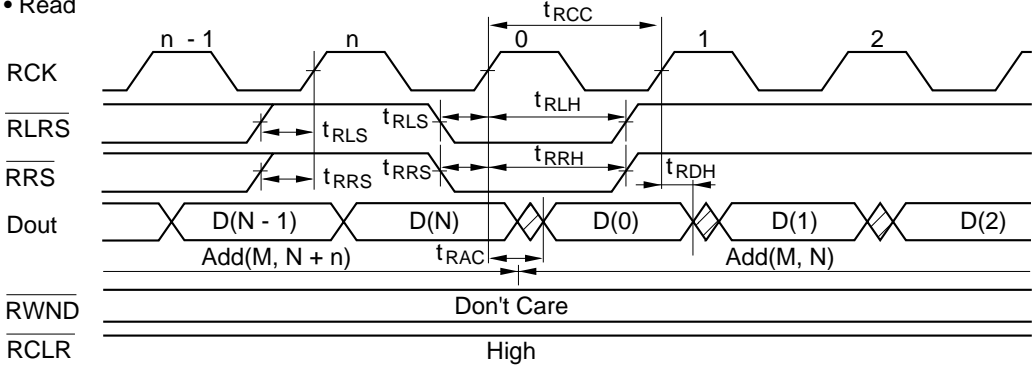 • Read
tRCC
n - 1 n 0 1 2
RCK
RLRS tRLS tRLS tRLH
RRS tRRS tRRS tRRH tRDH
Dout D(N - 1) D(N) D(0) D(1) D(2)
Add(M, N + n) tRAC Add(M, N)
RWND Don't Care
RCLR High